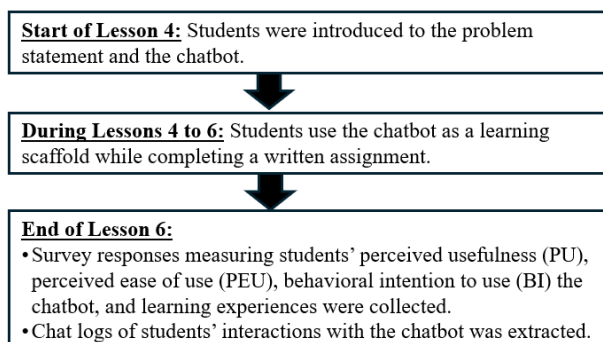 Start of Lesson 4: Students were introduced to the problem
statement and the chatbot.
During Lessons 4 to 6: Students use the chatbot as a learning
scaffold while completing a written assignment.
End of Lesson 6:
•Survey responses measuring students’ perceived usefulness (PU),
perceived ease of use (PEU), behavioral intention to use (BI) the
chatbot, and learning experiences were collected.
•Chat logs of students’ interactions with the chatbot was extracted.